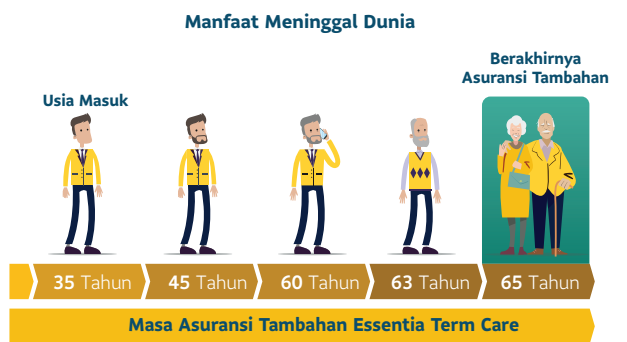 Manfaat Meninggal Dunia
Berakhirnya
Asuransi Tambahan
Usia Masuk
35 Tahun
45 Tahun
60 Tahun
63 Tahun
65 Tahun
Masa Asuransi Tambahan Essentia Term Care